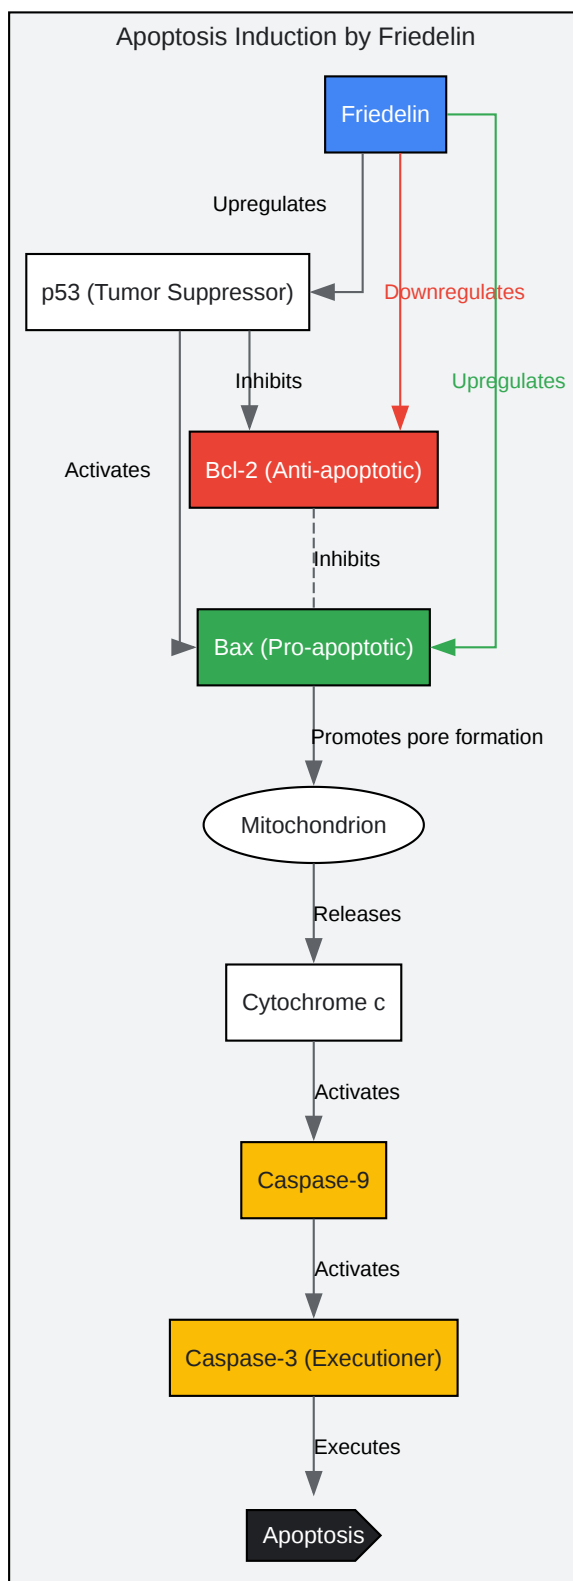 Apoptosis Induction by Friedelin
Friedelin
Upregulates
p53 (Tumor Suppressor)
Downregulates
Inhibits
Upregulates
Activates
Bcl-2 (Anti-apoptotic)
Inhibits
Bax (Pro-apoptotic)
Promotes pore formation
Mitochondrion
Releases
Cytochrome c
Activates
Caspase-9
Activates
Caspase-3 (Executioner)
Executes
Apoptosis